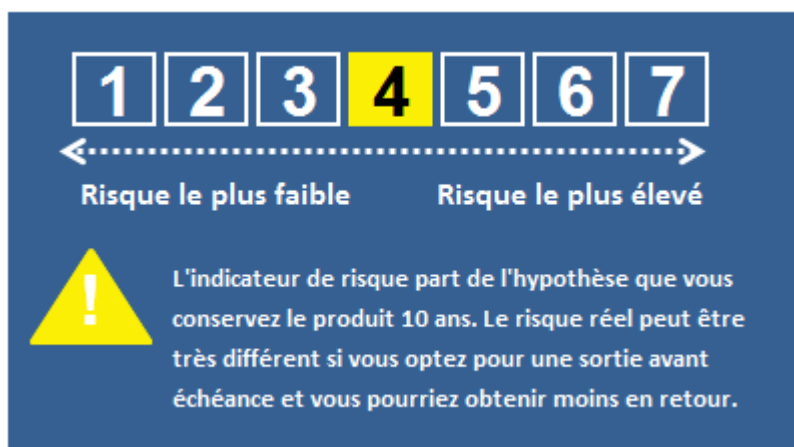 1 2 3 4 5 6 7
Risque le plus faible Risque le plus élevé
!
L'indicateur de risque part de l'hypothèse que vous
conservez le produit 10 ans. Le risque réel peut être
très différent si vous optez pour une sortie avant
échéance et vous pourriez obtenir moins en retour.